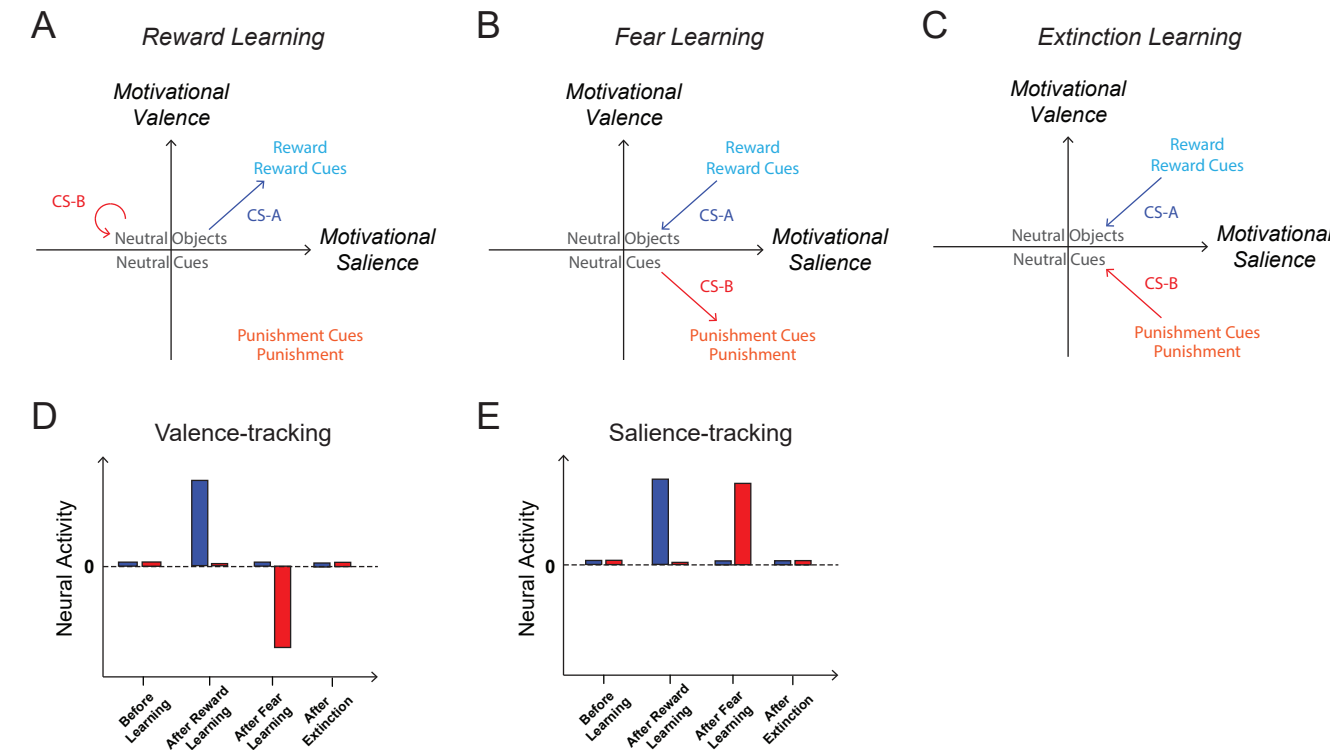 A
Reward Learning
Motivational
Valence
Reward
Reward Cues
CS-B
CS-A
Neutral Objects
Neutral Cues
Motivational
Salience
Punishment Cues
Punishment
B
Fear Learning
Motivational
Valence
Reward
Reward Cues
CS-A
Neutral Objects
Neutral Cues
Motivational
Salience
CS-B
Punishment Cues
Punishment
C
Extinction Learning
Motivational
Valence
Reward
Reward Cues
CS-A
Neutral Objects
Neutral Cues
Motivational
Salience
CS-B
Punishment Cues
Punishment
D
Valence-tracking
Neural Activity
0
Before
Learning
After Reward
Learning
After Fear
Learning
After
Extinction
E
Salience-tracking
Neural Activity
0
Before
Learning
After Reward
Learning
After Fear
Learning
After
Extinction